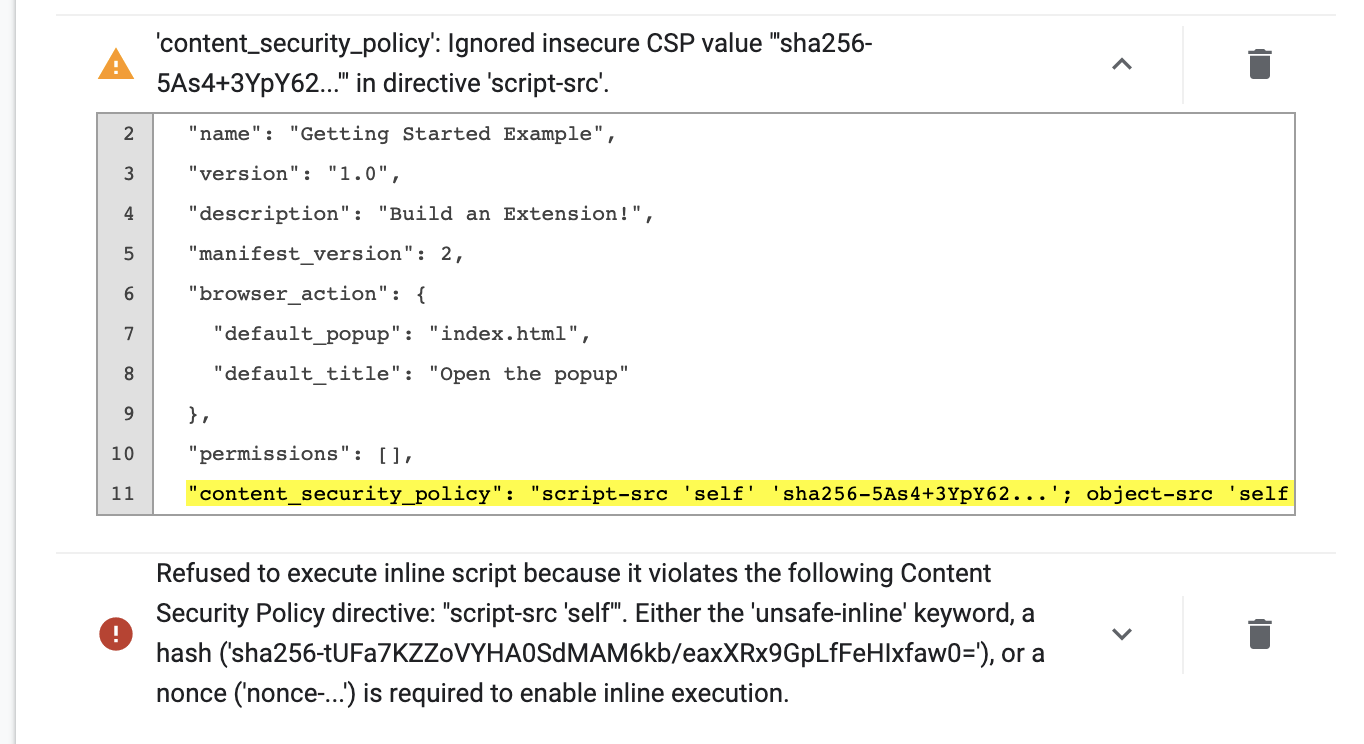 'content_security_policy': Ignored insecure CSP value "'sha256-
5As4+3YpY62...'" in directive 'script-src'.
2 "name": "Getting Started Example",
3 "version": "1.0",
4 "description": "Build an Extension!",
5 "manifest_version": 2,
6 "browser_action": {
7 "default_popup": "index.html",
8 "default_title": "Open the popup"
9 },
10 "permissions": [],
11 "content_security_policy": "script-src 'self' 'sha256-5As4+3YpY62...'; object-src 'self
Refused to execute inline script because it violates the following Content
Security Policy directive: "script-src 'self'". Either the 'unsafe-inline' keyword, a
hash ('sha256-tUFa7KZZoVYHA0SdMAM6kb/eaxXRx9GpLfFeHIxfaw0='), or a
nonce ('nonce-...') is required to enable inline execution.